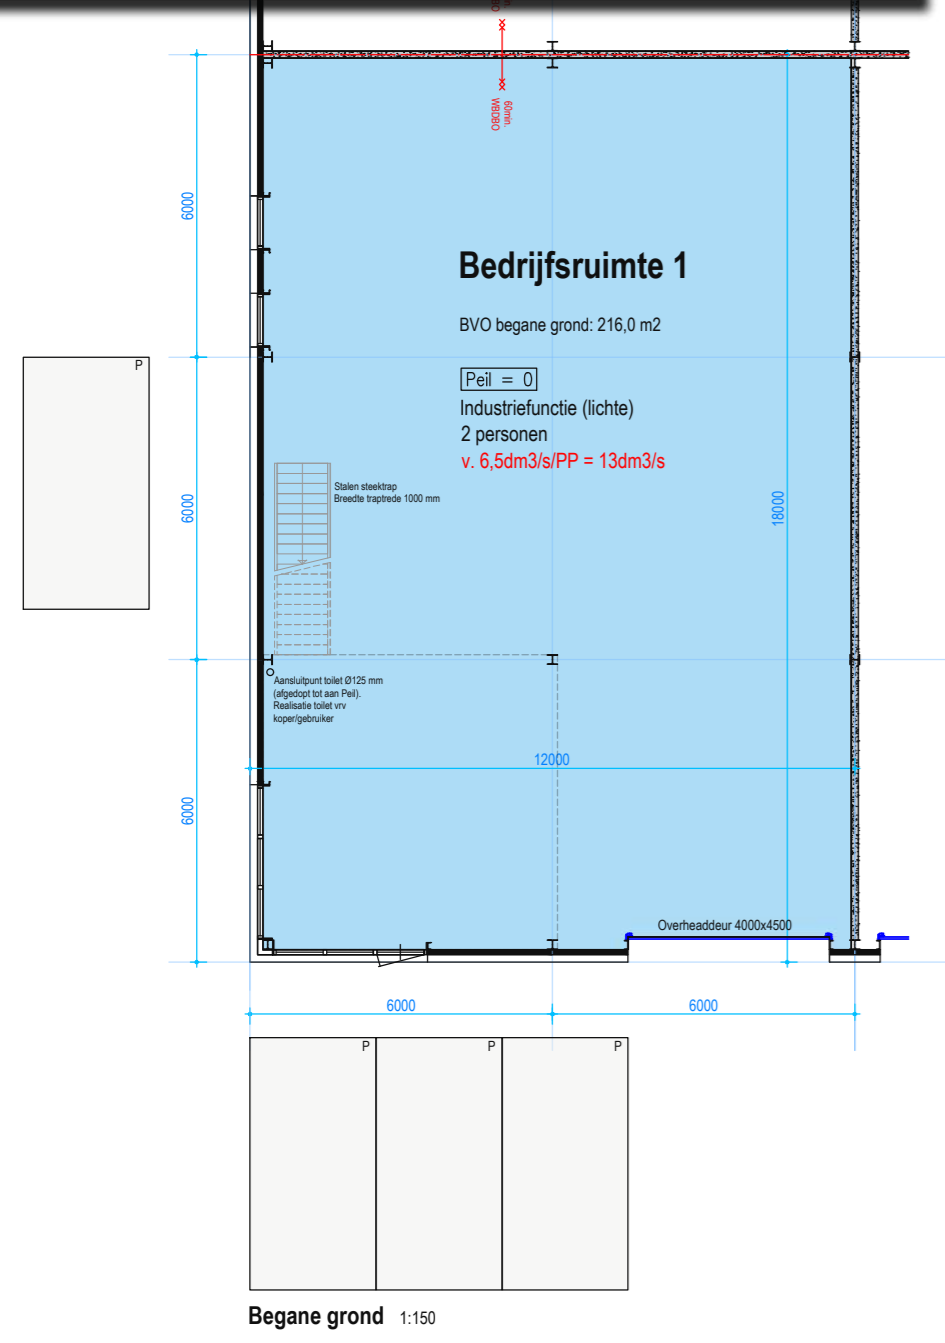 60min.
WBDBO
6000
Bedrijfsruimte 1
BVO begane grond: 216,0 m2
P
Peil = 0
Industriefunctie (lichte)
2 personen
v. 6,5dm3/s/PP = 13dm3/s
Stalen steektrap
Breedte traptrede 1000 mm
6000
18000
Aansluitpunt toilet Ø125 mm
(afgedopt tot aan Peil).
Realisatie toilet vrv
koper/gebruiker
12000
6000
Overheaddeur 4000x4500
6000
6000
P
P
P
Begane grond 1:150